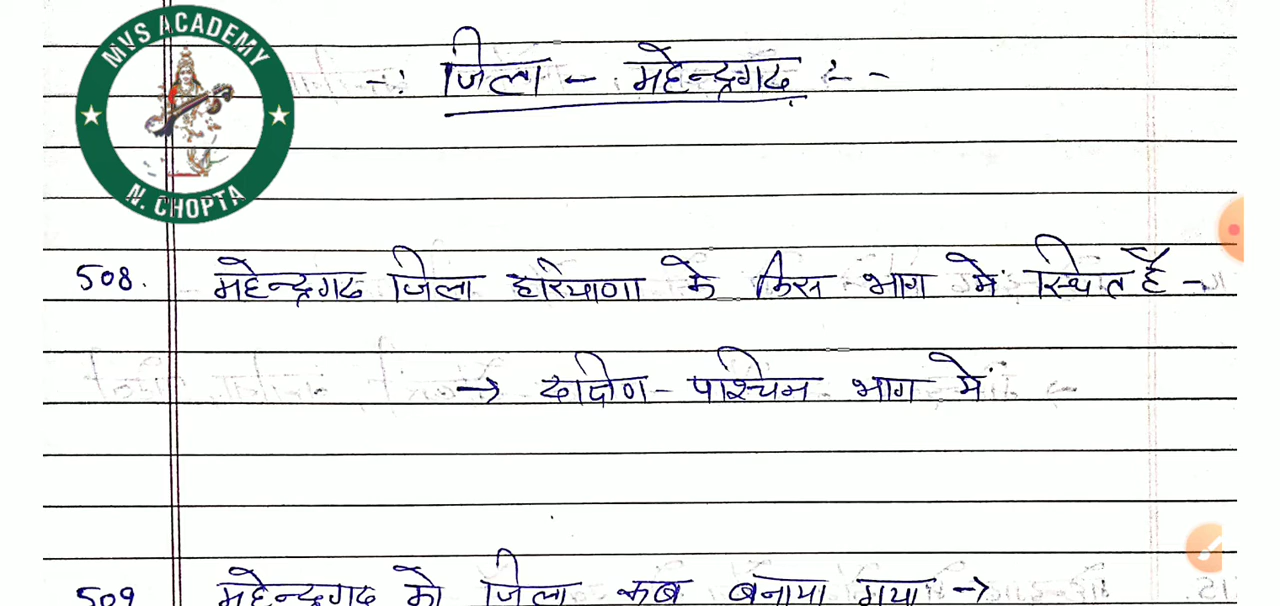 MVS ACADEMY
N. CHOPTA
-: जिला - महेन्द्रगढ :-
508. महेन्द्रगढ जिला हरियाणा के किस भाग में स्थित है -
→ दक्षिण - पश्चिम भाग में
509 महेन्द्रगढ को जिला कब बनाया गया →